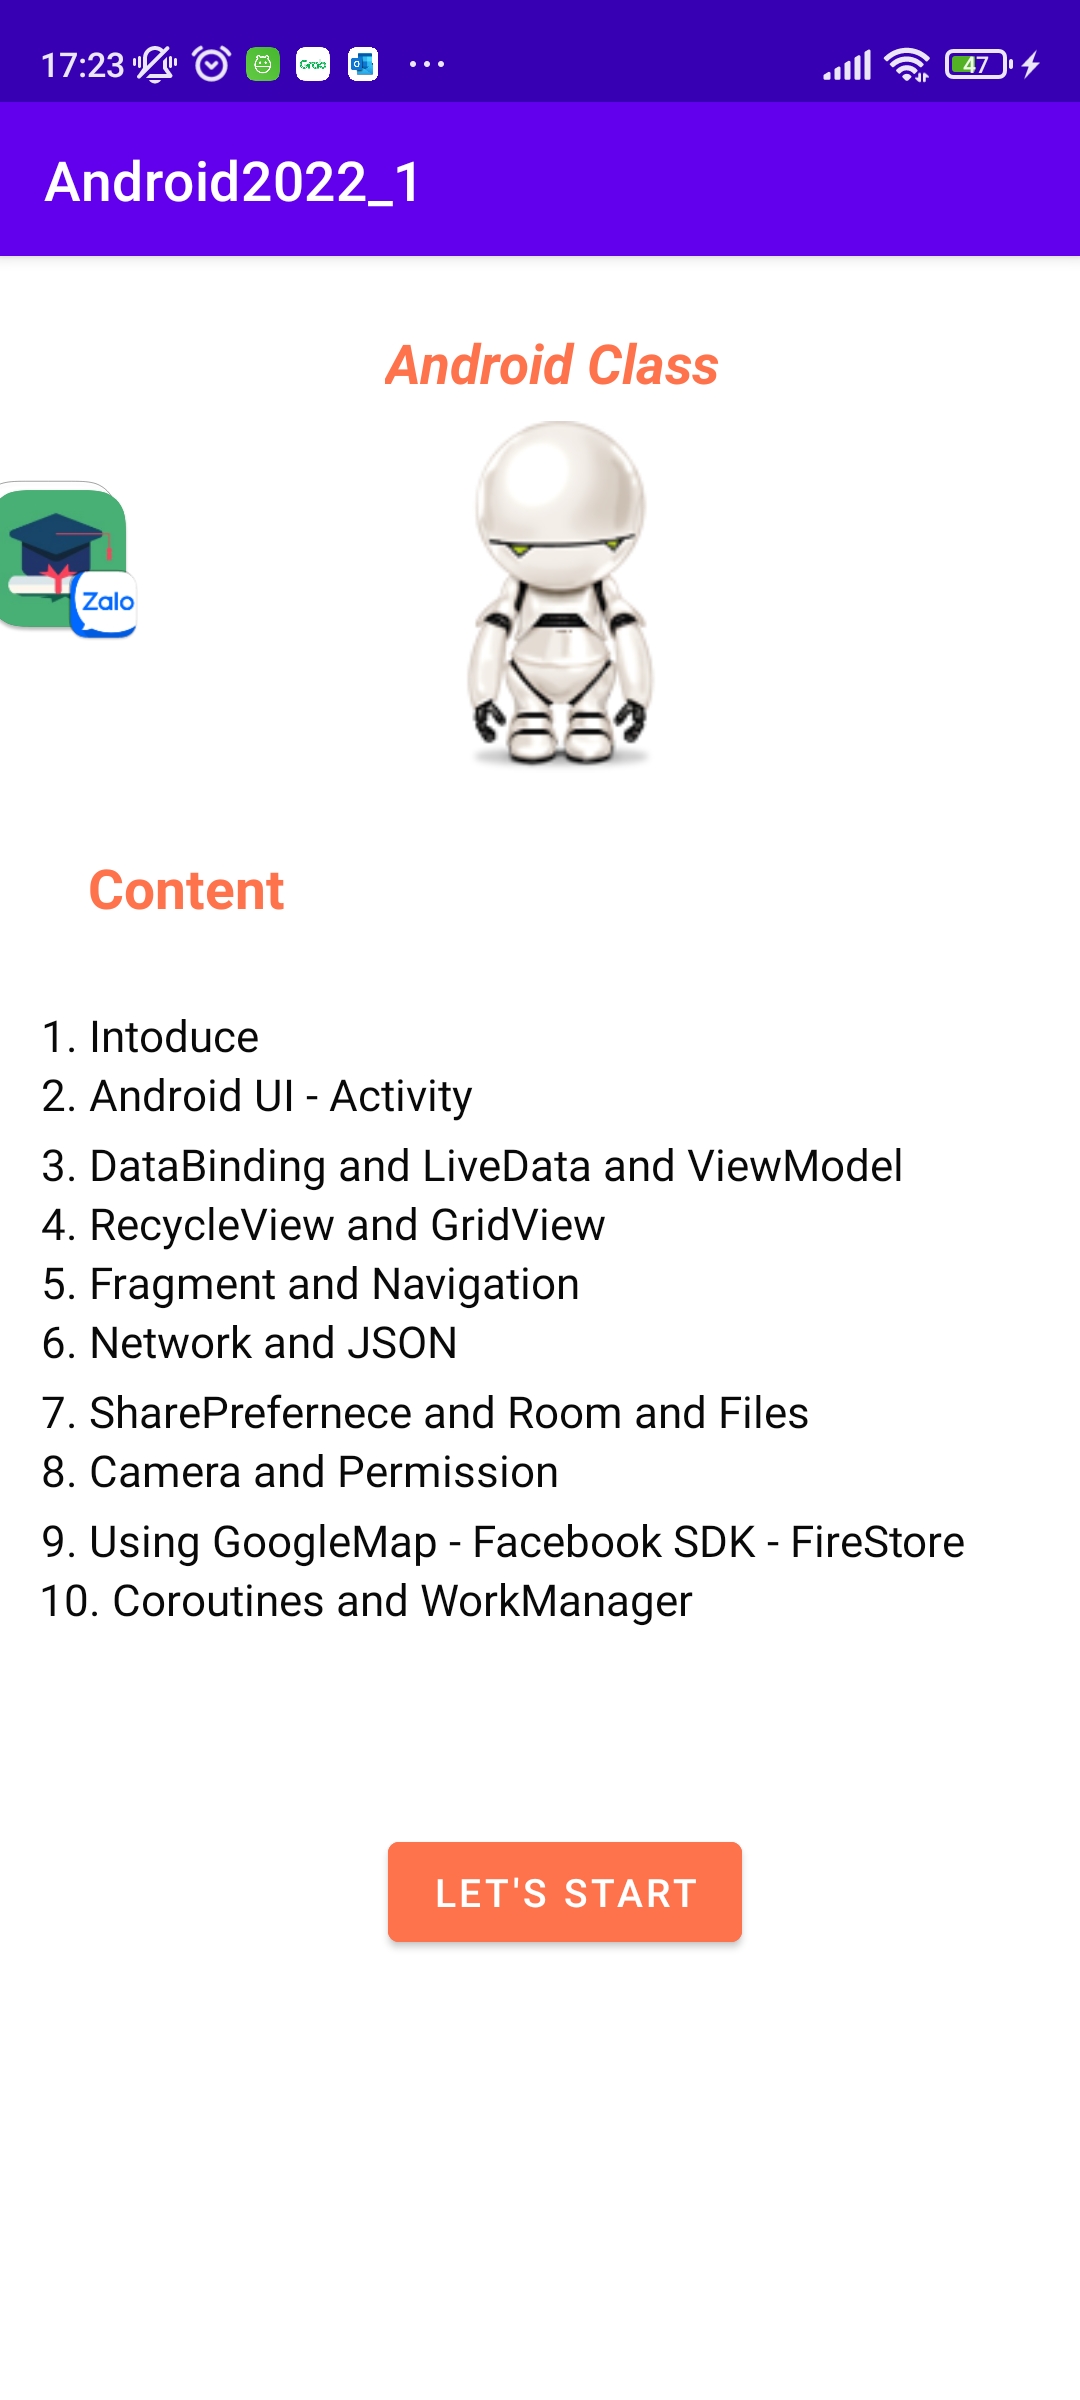 17:23
Grab
47
Android2022_1
Android Class
Zalo
Content
1. Intoduce
2. Android UI - Activity
3. DataBinding and LiveData and ViewModel
4. RecycleView and GridView
5. Fragment and Navigation
6. Network and JSON
7. SharePrefernece and Room and Files
8. Camera and Permission
9. Using GoogleMap - Facebook SDK - FireStore
10. Coroutines and WorkManager
LET'S START